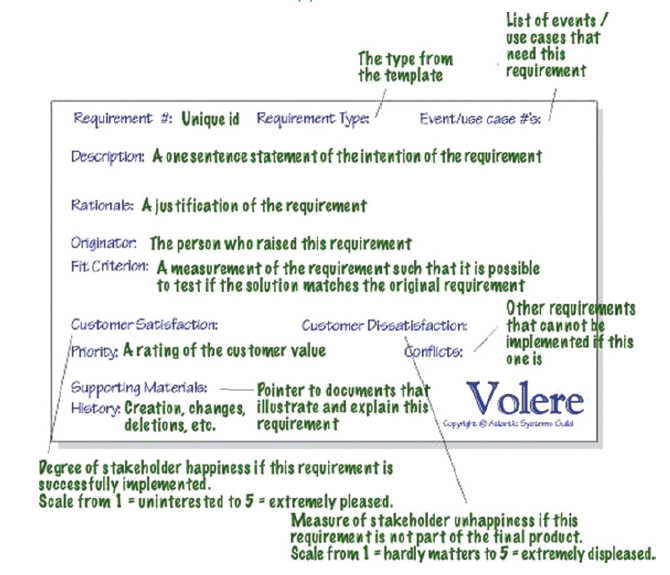 List of events /
use cases that
need this
requirement
The type from
the template
Requirement #: Unique id Requirement Type: Event/use case #'s:
Description: A one sentence statement of the intention of the requirement
Rationale: A justification of the requirement
Originator: The person who raised this requirement
Fit Criterion: A measurement of the requirement such that it is possible
to test if the solution matches the original requirement
Other requirements
that cannot be
implemented if this
one is
Customer Satisfaction: Customer Dissatisfaction:
Priority: A rating of the customer value Conflicts:
Supporting Materials: Pointer to documents that
illustrate and explain this
requirement
History: Creation, changes,
deletions, etc.
Volere
Copyright © Atlantic Systems Guild
Degree of stakeholder happiness if this requirement is
successfully implemented.
Scale from 1 = uninterested to 5 = extremely pleased.
Measure of stakeholder unhappiness if this
requirement is not part of the final product.
Scale from 1 = hardly matters to 5 = extremely displeased.